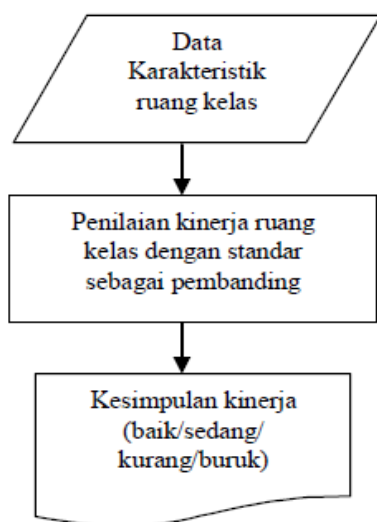 Data
Karakteristik
ruang kelas
Penilaian kinerja ruang
kelas dengan standar
sebagai pembanding
Kesimpulan kinerja
(baik/sedang/
kurang/buruk)